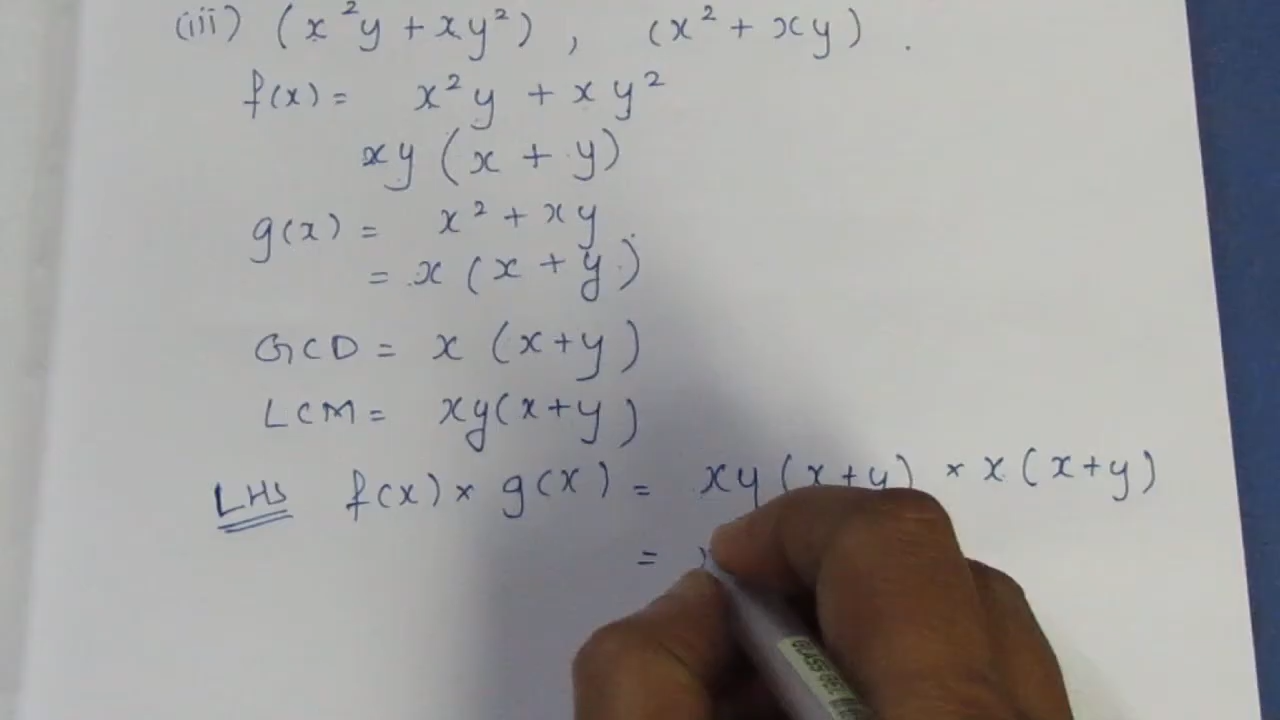 (iii) (x²y + xy²) , (x² + xy) .
f(x) = x²y + xy²
xy (x + y)
g(x) = x² + xy
= x (x + y)
GCD = x (x+y)
LCM = xy(x+y)
LHS f(x) × g(x) = xy (x+y) × x (x+y)
=